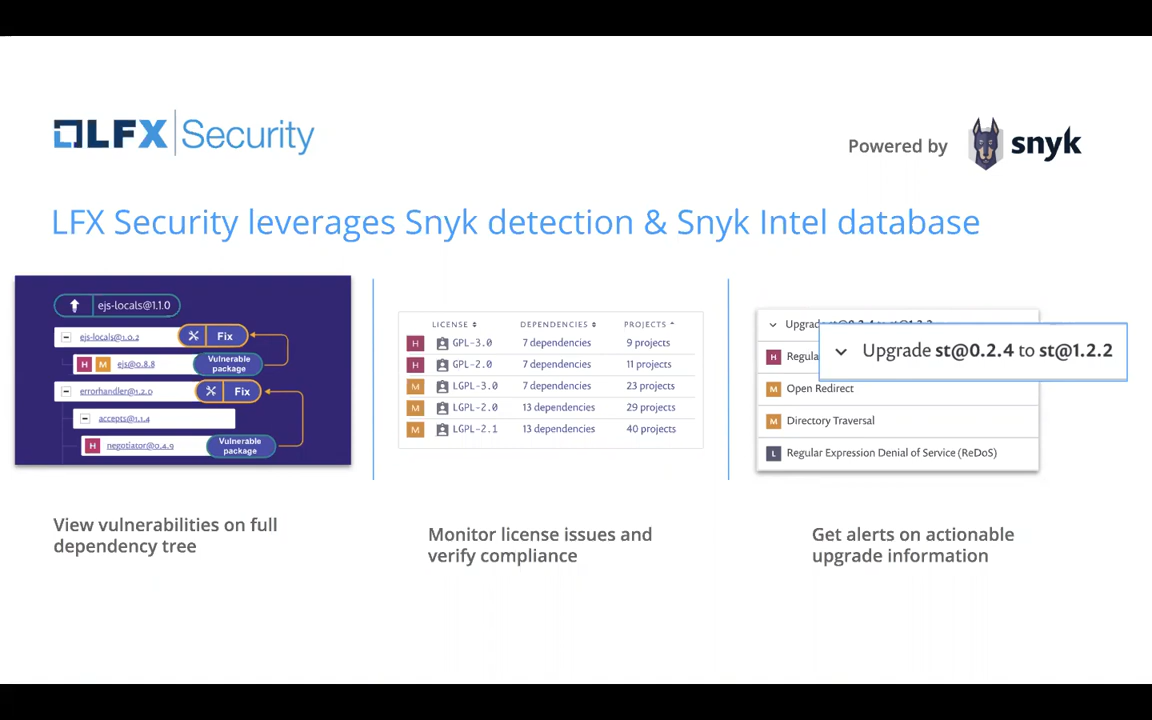 LFX Security
Powered by snyk
LFX Security leverages Snyk detection & Snyk Intel database
ejs-locals@1.1.0
ejs-locals@1.0.2 Fix
H M ejs@0.8.8 Vulnerable package
errorhandler@1.2.0 Fix
accepts@1.1.4
H negotiator@0.4.9 Vulnerable package
View vulnerabilities on full
dependency tree
LICENSE DEPENDENCIES PROJECTS
H GPL-3.0 7 dependencies 9 projects
H GPL-2.0 7 dependencies 11 projects
M LGPL-3.0 7 dependencies 23 projects
M LGPL-2.0 13 dependencies 29 projects
M LGPL-2.1 13 dependencies 40 projects
Monitor license issues and
verify compliance
Upgrade st@0.2.4 to st@1.2.2
H Regula
M Open Redirect
M Directory Traversal
L Regular Expression Denial of Service (ReDoS)
Get alerts on actionable
upgrade information